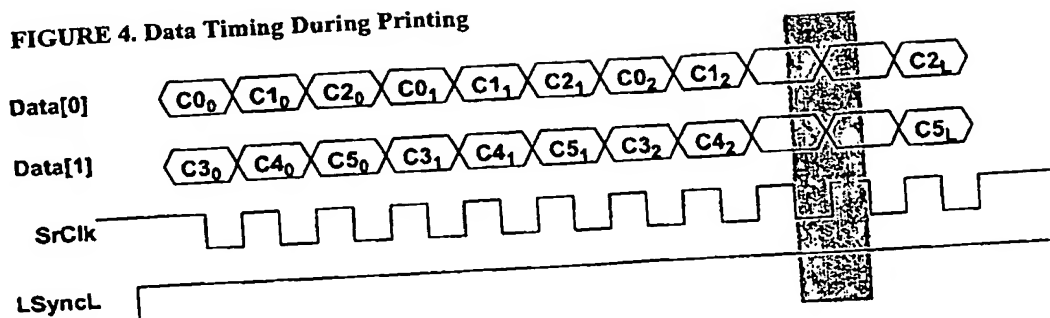 FIGURE 4. Data Timing During Printing
Data[0] C0₀ C1₀ C2₀ C0₁ C1₁ C2₁ C0₂ C1₂ C2L
Data[1] C3₀ C4₀ C5₀ C3₁ C4₁ C5₁ C3₂ C4₂ C5L
SrClk
LSyncL